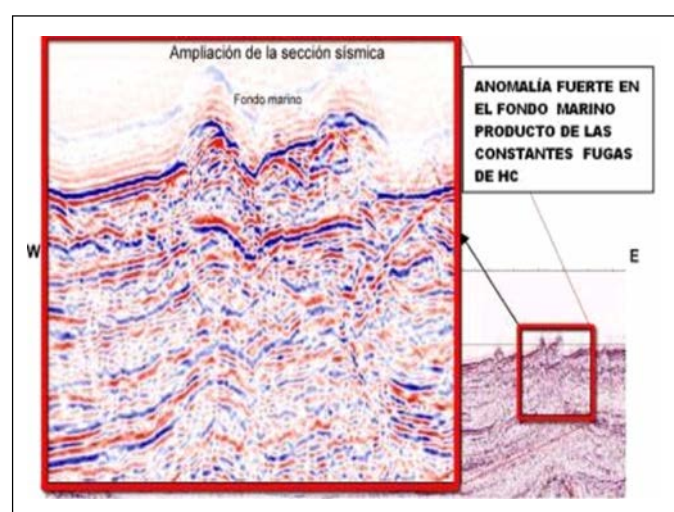 Ampliación de la sección sísmica
Fondo marino
ANOMALÍA FUERTE EN
EL FONDO MARINO
PRODUCTO DE LAS
CONSTANTES FUGAS
DE HC
W
E